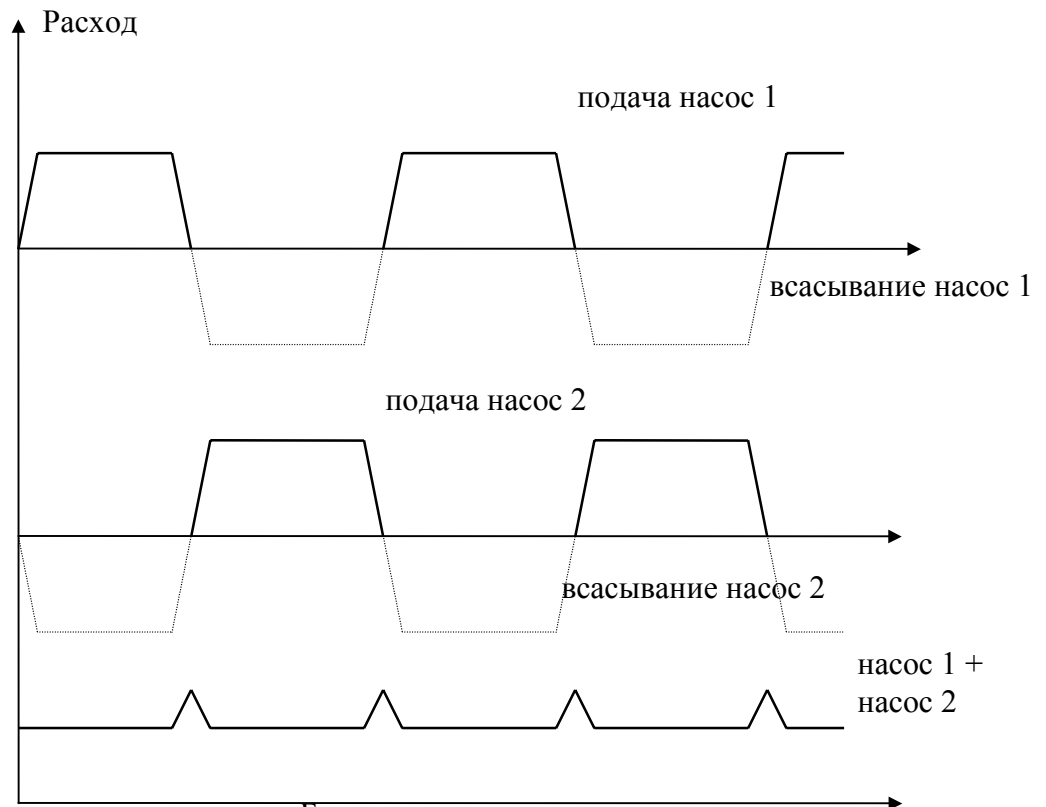 Расход
подача насос 1
всасывание насос 1
подача насос 2
всасывание насос 2
насос 1 +
насос 2